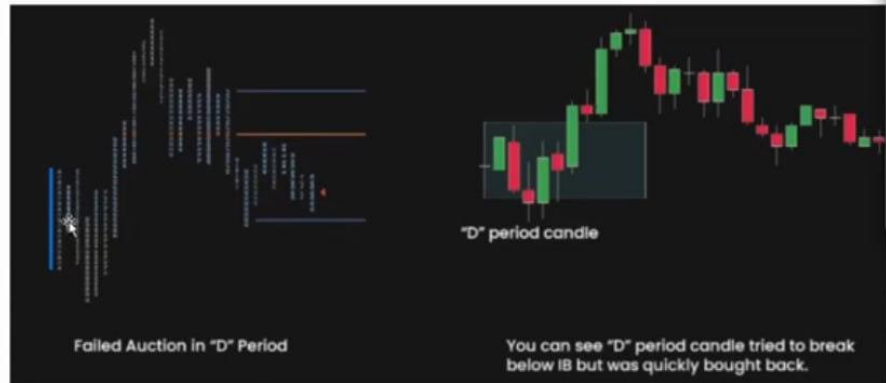 "D" period candle
Failed Auction in "D" Period
You can see "D" period candle tried to break
below IB but was quickly bought back.